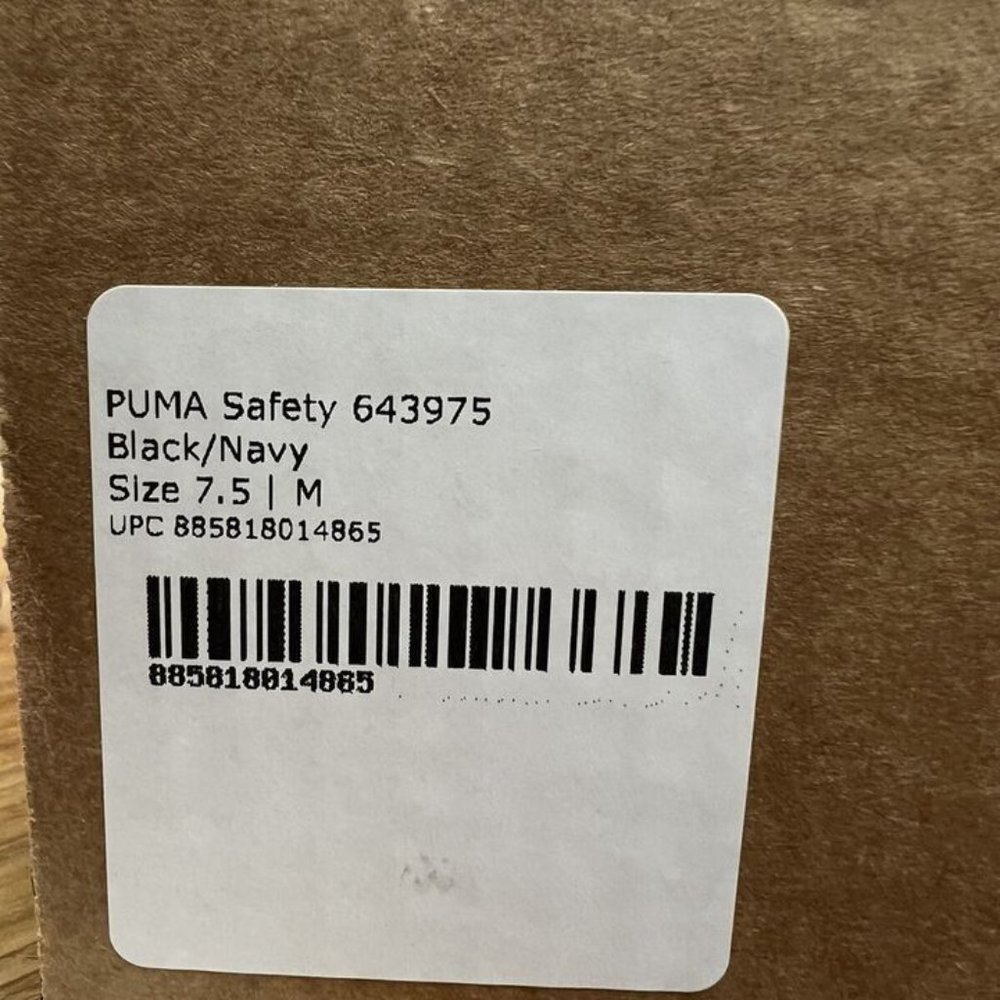 PUMA Safety 643975
Black/Navy
Size 7.5 | M
UPC 885818014865
885818014865